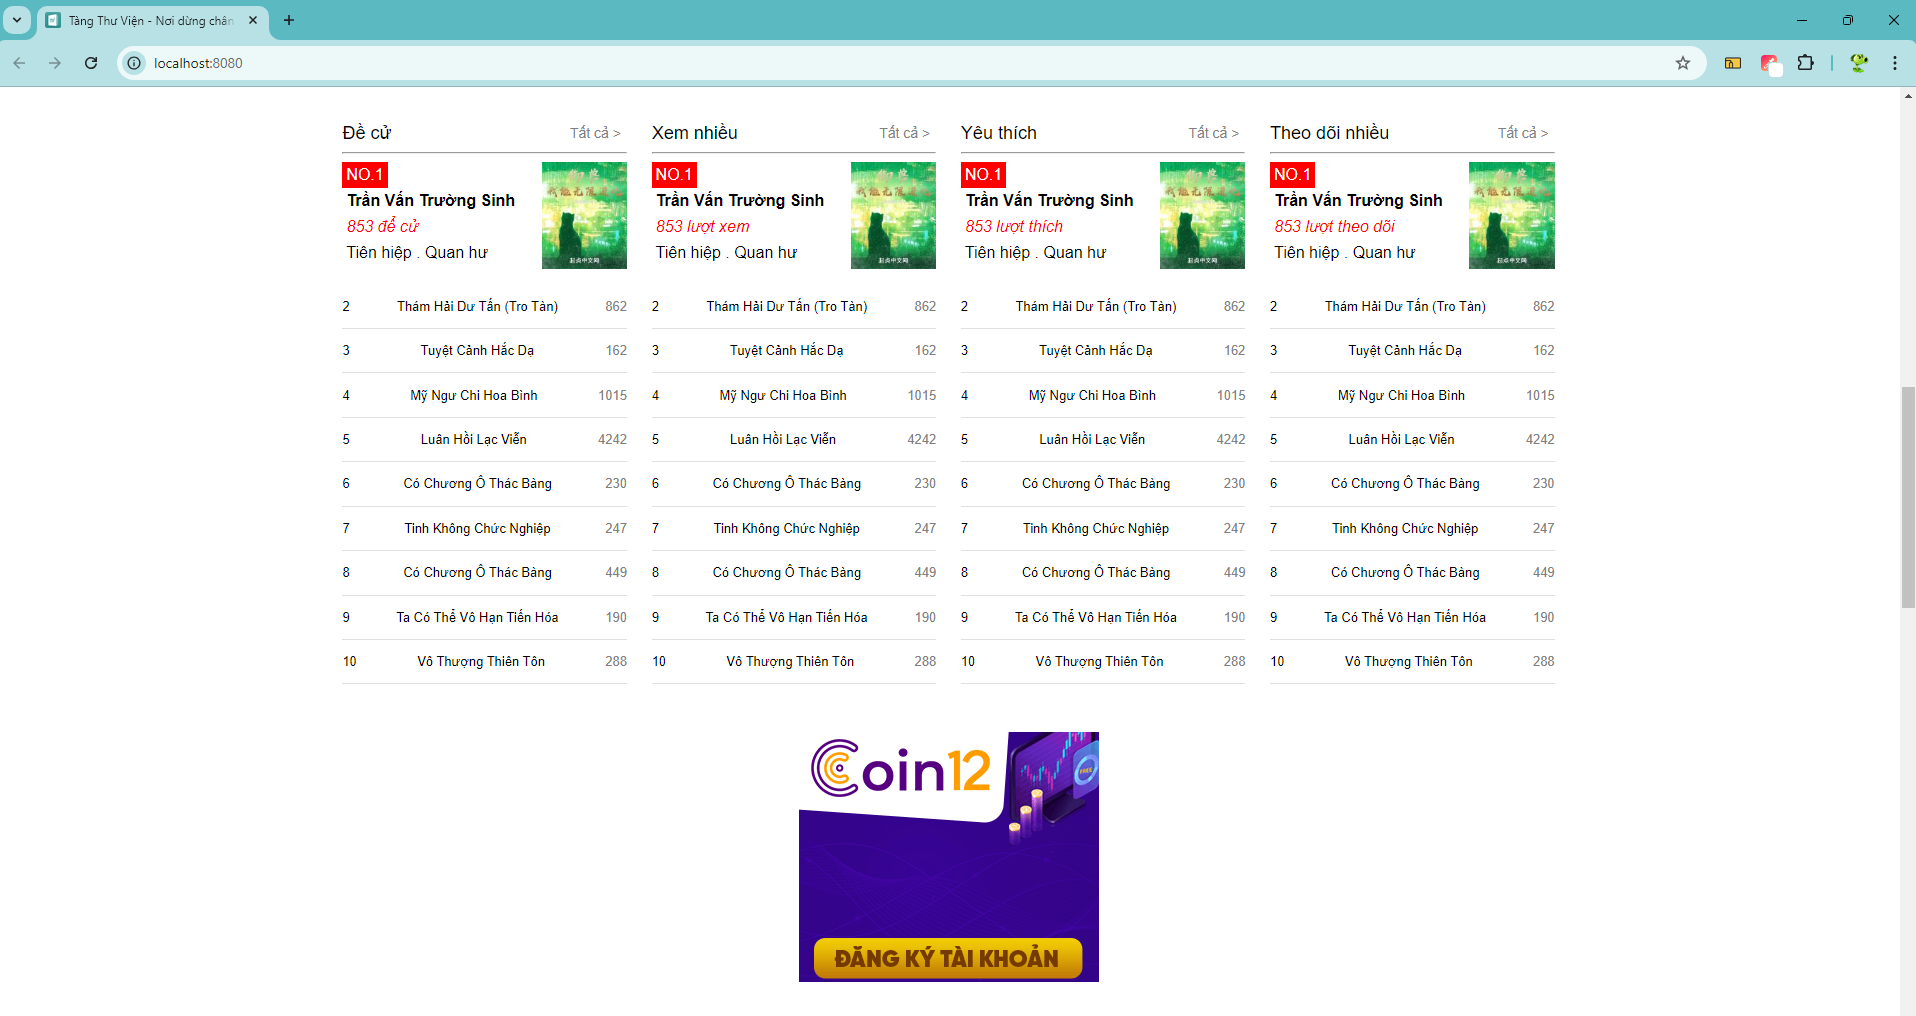 Tàng Thư Viện - Nơi dừng chân
localhost:8080
Đề cử Tất cả >
NO.1
Trần Vấn Trường Sinh
853 để cử
Tiên hiệp . Quan hư
2 Thám Hải Dư Tấn (Tro Tàn) 862
3 Tuyệt Cảnh Hắc Dạ 162
4 Mỹ Ngư Chi Hoa Bình 1015
5 Luân Hồi Lạc Viễn 4242
6 Có Chương Ô Thác Bàng 230
7 Tinh Không Chức Nghiệp 247
8 Có Chương Ô Thác Bàng 449
9 Ta Có Thể Vô Hạn Tiến Hóa 190
10 Vô Thượng Thiên Tôn 288
Xem nhiều Tất cả >
NO.1
Trần Vấn Trường Sinh
853 lượt xem
Tiên hiệp . Quan hư
2 Thám Hải Dư Tấn (Tro Tàn) 862
3 Tuyệt Cảnh Hắc Dạ 162
4 Mỹ Ngư Chi Hoa Bình 1015
5 Luân Hồi Lạc Viễn 4242
6 Có Chương Ô Thác Bàng 230
7 Tinh Không Chức Nghiệp 247
8 Có Chương Ô Thác Bàng 449
9 Ta Có Thể Vô Hạn Tiến Hóa 190
10 Vô Thượng Thiên Tôn 288
Yêu thích Tất cả >
NO.1
Trần Vấn Trường Sinh
853 lượt thích
Tiên hiệp . Quan hư
2 Thám Hải Dư Tấn (Tro Tàn) 862
3 Tuyệt Cảnh Hắc Dạ 162
4 Mỹ Ngư Chi Hoa Bình 1015
5 Luân Hồi Lạc Viễn 4242
6 Có Chương Ô Thác Bàng 230
7 Tinh Không Chức Nghiệp 247
8 Có Chương Ô Thác Bàng 449
9 Ta Có Thể Vô Hạn Tiến Hóa 190
10 Vô Thượng Thiên Tôn 288
Theo dõi nhiều Tất cả >
NO.1
Trần Vấn Trường Sinh
853 lượt theo dõi
Tiên hiệp . Quan hư
2 Thám Hải Dư Tấn (Tro Tàn) 862
3 Tuyệt Cảnh Hắc Dạ 162
4 Mỹ Ngư Chi Hoa Bình 1015
5 Luân Hồi Lạc Viễn 4242
6 Có Chương Ô Thác Bàng 230
7 Tinh Không Chức Nghiệp 247
8 Có Chương Ô Thác Bàng 449
9 Ta Có Thể Vô Hạn Tiến Hóa 190
10 Vô Thượng Thiên Tôn 288
Coin12
FREE
ĐĂNG KÝ TÀI KHOẢN